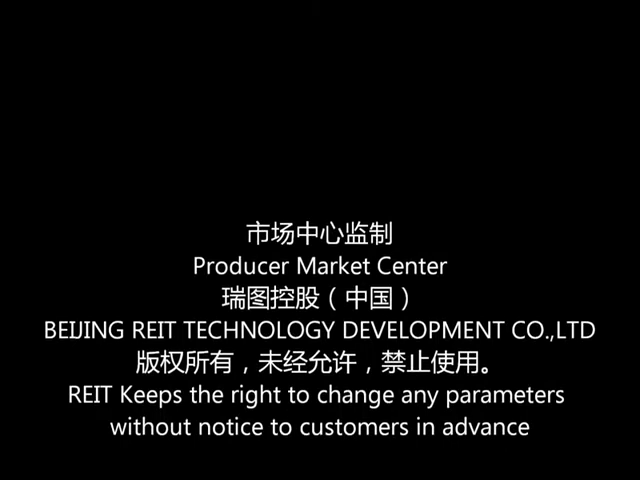 市场中心监制
Producer Market Center
瑞图控股（中国）
BEIJING REIT TECHNOLOGY DEVELOPMENT CO.,LTD
版权所有，未经允许，禁止使用。
REIT Keeps the right to change any parameters
without notice to customers in advance